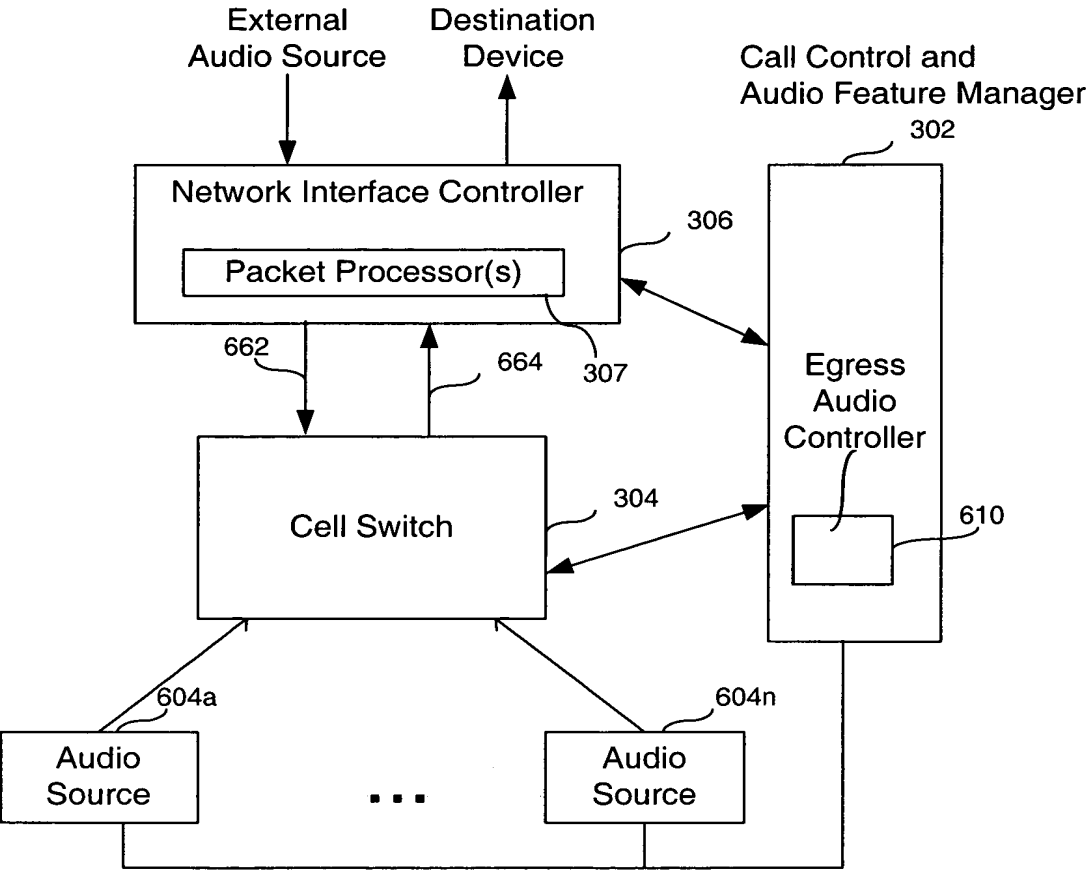 External
Audio Source
Destination
Device
Call Control and
Audio Feature Manager
302
Network Interface Controller
306
Packet Processor(s)
307
662
664
Egress
Audio
Controller
Cell Switch
304
610
604a
604n
Audio
Source
...
Audio
Source